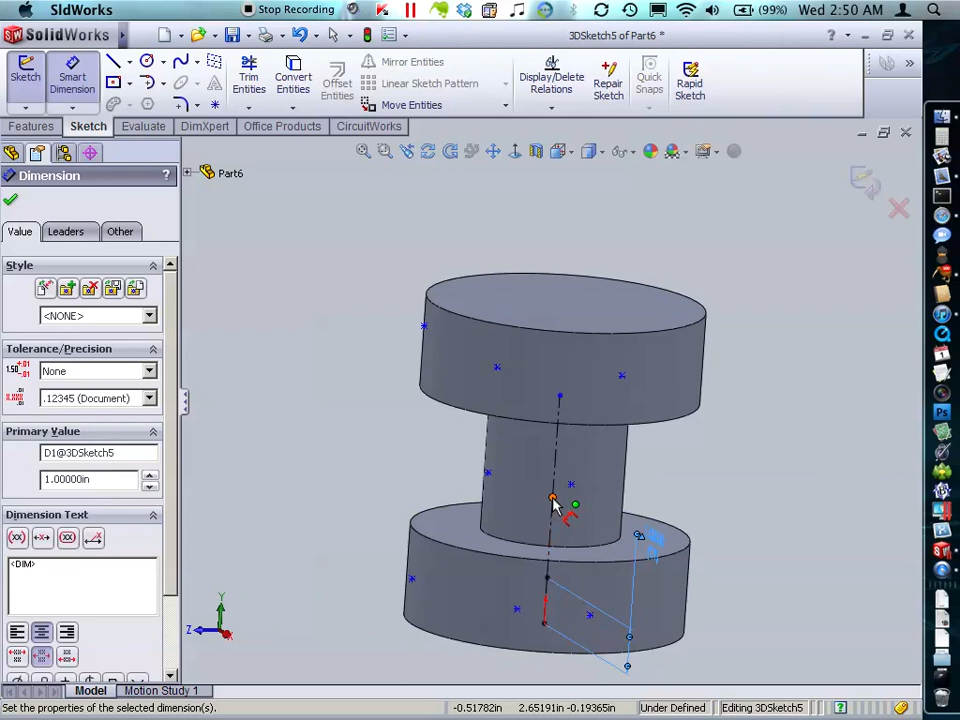 SldWorks
Stop Recording
(99%)
Wed 2:50 AM
SolidWorks
3DSketch5 of Part6 *
Sketch
Smart Dimension
Trim Entities
Convert Entities
Offset Entities
Mirror Entities
Linear Sketch Pattern
Move Entities
Display/Delete Relations
Repair Sketch
Quick Snaps
Rapid Sketch
Features
Sketch
Evaluate
DimXpert
Office Products
CircuitWorks
Dimension
?
Part6
Value
Leaders
Other
Style
<NONE>
Tolerance/Precision
None
.12345 (Document)
Primary Value
D1@3DSketch5
1.00000in
Dimension Text
<DIM>
Y
Z
X
Model
Motion Study 1
Set the properties of the selected dimension(s).
-0.51782in
2.65191in
-0.19365in
Under Defined
Editing 3DSketch5
?